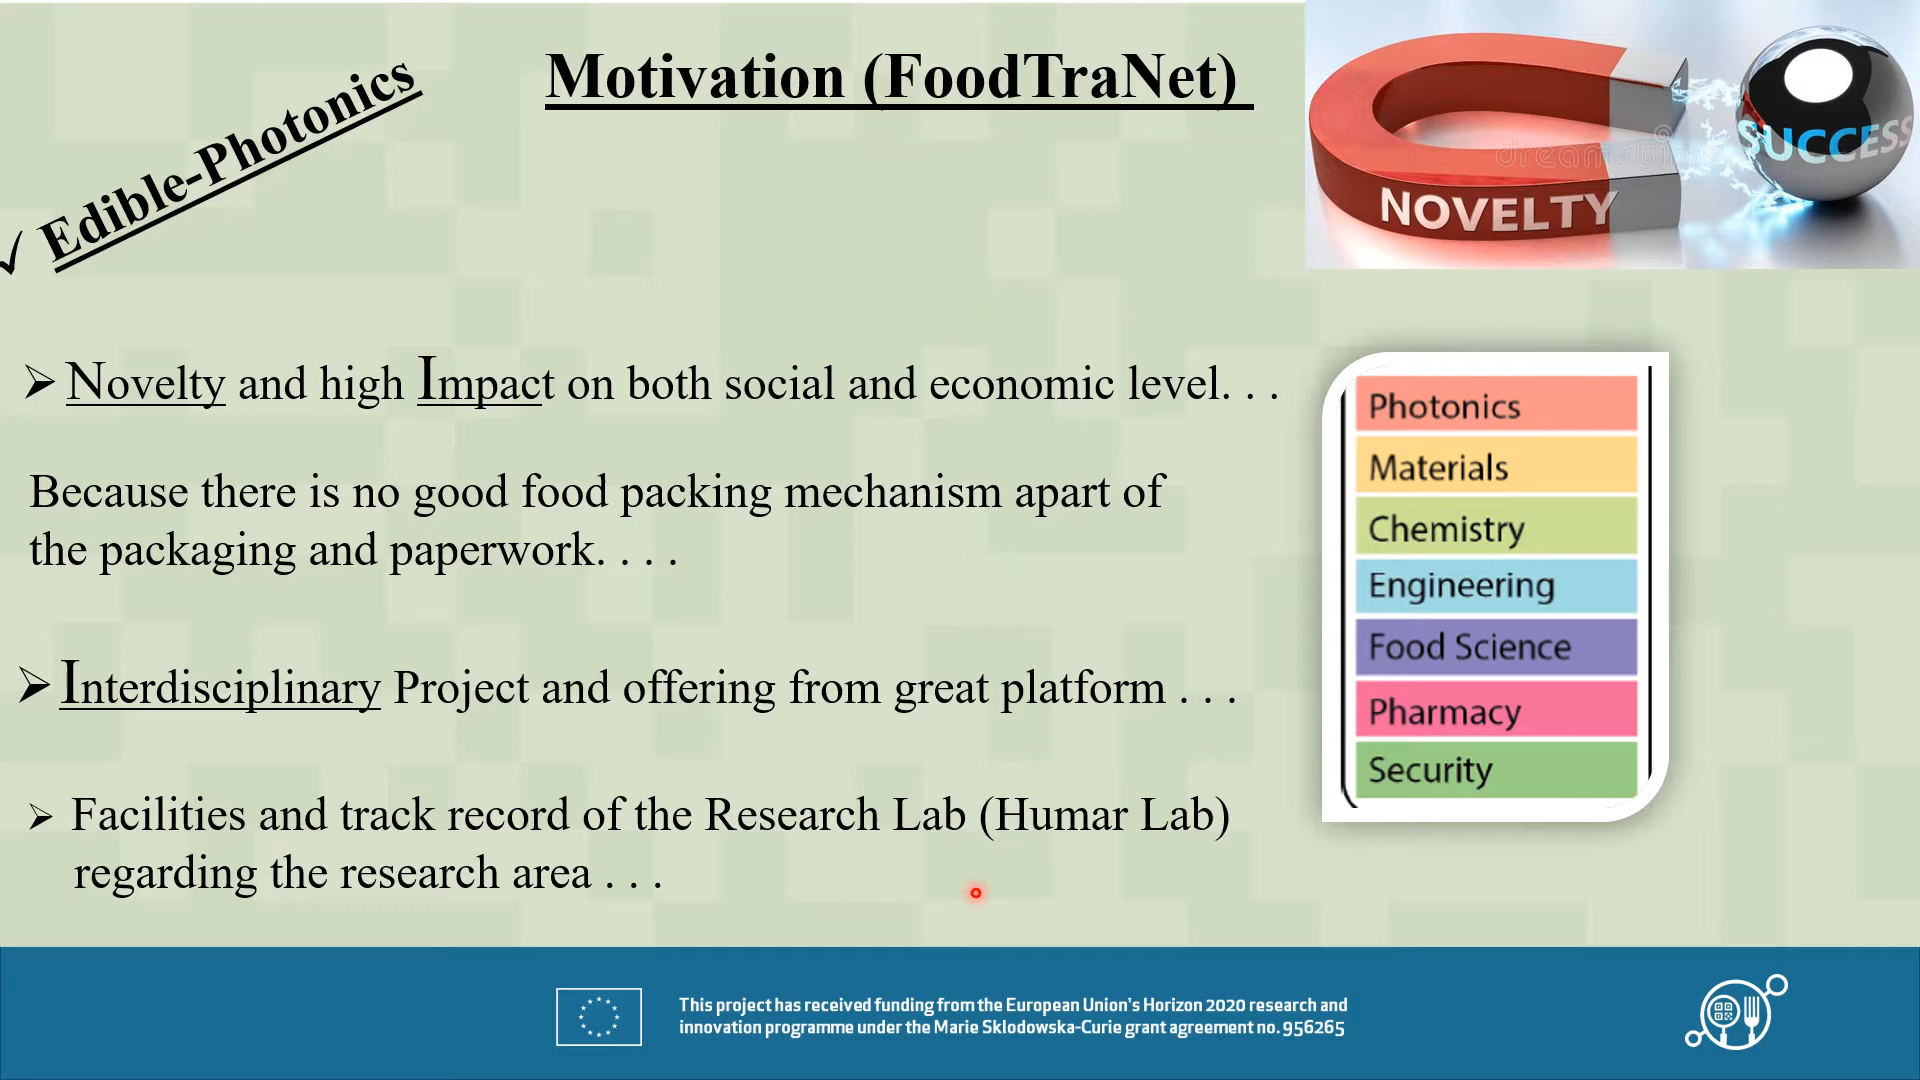 Motivation (FoodTraNet)
✓ Edible-Photonics
NOVELTY
SUCCESS
dreamstime
➢ Novelty and high Impact on both social and economic level. . .
Because there is no good food packing mechanism apart of
the packaging and paperwork. . . .
➢ Interdisciplinary Project and offering from great platform . . .
➢ Facilities and track record of the Research Lab (Humar Lab)
regarding the research area . . .
Photonics
Materials
Chemistry
Engineering
Food Science
Pharmacy
Security
This project has received funding from the European Union's Horizon 2020 research and
innovation programme under the Marie Sklodowska-Curie grant agreement no. 956265